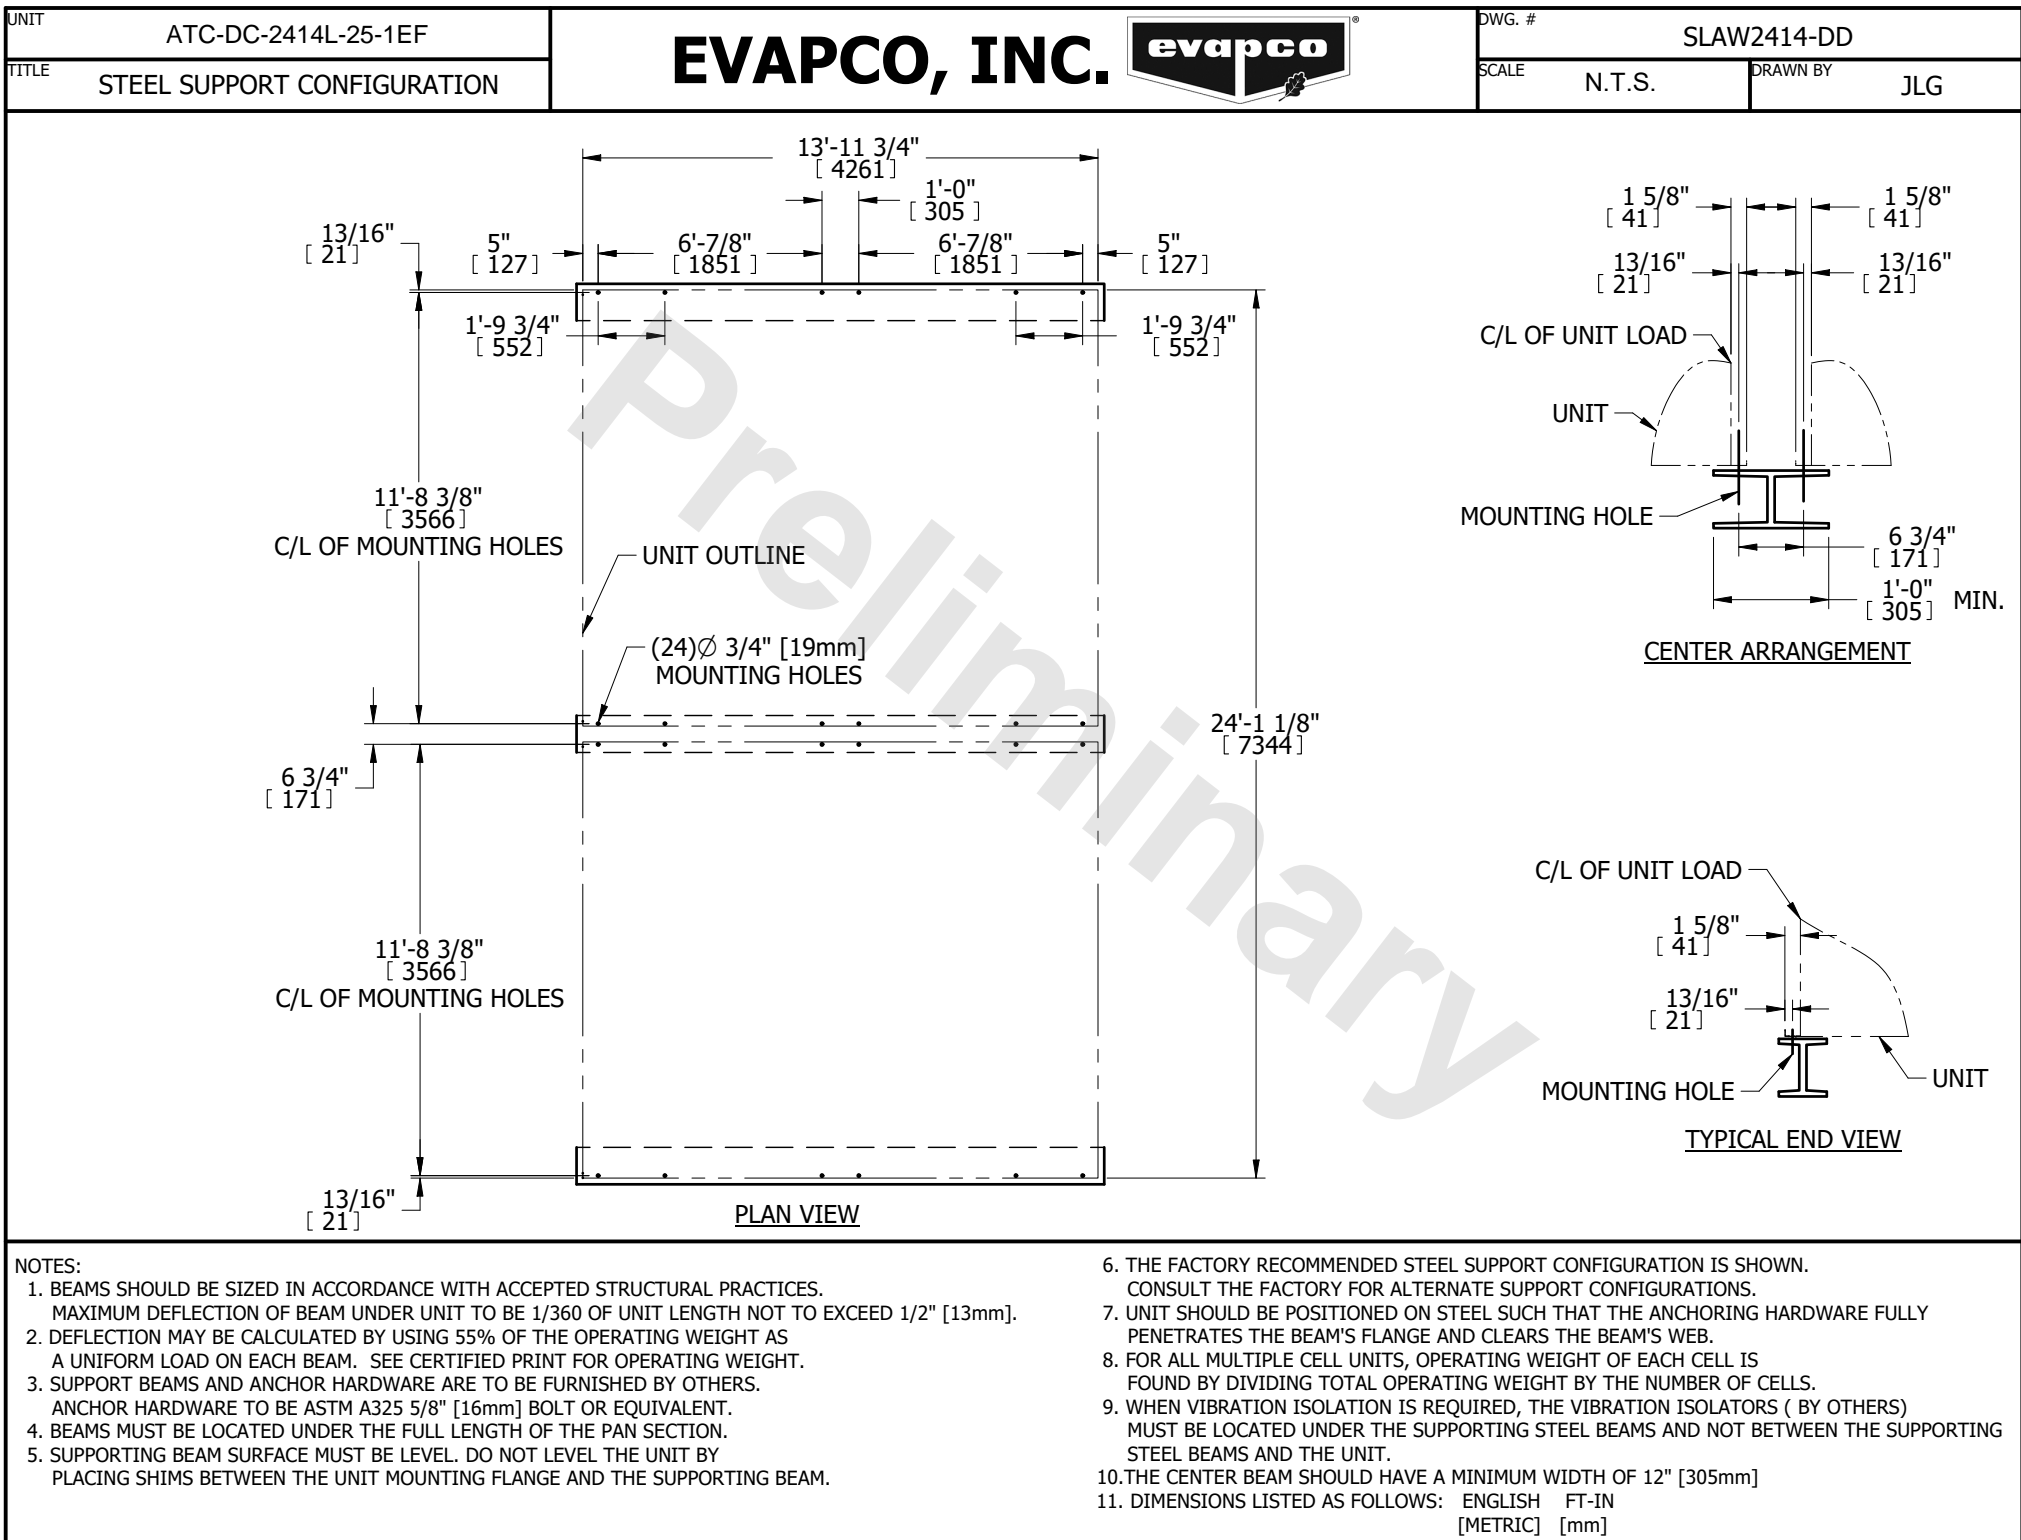 UNIT
ATC-DC-2414L-25-1EF
TITLE
STEEL SUPPORT CONFIGURATION
EVAPCO, INC.
evapco
®
DWG. #
SLAW2414-DD
SCALE
N.T.S.
DRAWN BY
JLG
13'-11 3/4"
[ 4261]
1'-0"
[ 305 ]
13/16"
[ 21]
5"
[ 127]
6'-7/8"
[ 1851 ]
6'-7/8"
[ 1851 ]
5"
[ 127]
1'-9 3/4"
[ 552]
1'-9 3/4"
[ 552]
11'-8 3/8"
[ 3566]
C/L OF MOUNTING HOLES
UNIT OUTLINE
(24)∅ 3/4" [19mm]
MOUNTING HOLES
6 3/4"
[ 171]
24'-1 1/8"
[ 7344]
11'-8 3/8"
[ 3566]
C/L OF MOUNTING HOLES
13/16"
[ 21]
PLAN VIEW
Preliminary
1 5/8"
[ 41]
1 5/8"
[ 41]
13/16"
[ 21]
13/16"
[ 21]
C/L OF UNIT LOAD
UNIT
MOUNTING HOLE
6 3/4"
[ 171]
1'-0"
[ 305] MIN.
CENTER ARRANGEMENT
C/L OF UNIT LOAD
1 5/8"
[ 41]
13/16"
[ 21]
MOUNTING HOLE
UNIT
TYPICAL END VIEW
NOTES:
1. BEAMS SHOULD BE SIZED IN ACCORDANCE WITH ACCEPTED STRUCTURAL PRACTICES.
MAXIMUM DEFLECTION OF BEAM UNDER UNIT TO BE 1/360 OF UNIT LENGTH NOT TO EXCEED 1/2" [13mm].
2. DEFLECTION MAY BE CALCULATED BY USING 55% OF THE OPERATING WEIGHT AS
A UNIFORM LOAD ON EACH BEAM. SEE CERTIFIED PRINT FOR OPERATING WEIGHT.
3. SUPPORT BEAMS AND ANCHOR HARDWARE ARE TO BE FURNISHED BY OTHERS.
ANCHOR HARDWARE TO BE ASTM A325 5/8" [16mm] BOLT OR EQUIVALENT.
4. BEAMS MUST BE LOCATED UNDER THE FULL LENGTH OF THE PAN SECTION.
5. SUPPORTING BEAM SURFACE MUST BE LEVEL. DO NOT LEVEL THE UNIT BY
PLACING SHIMS BETWEEN THE UNIT MOUNTING FLANGE AND THE SUPPORTING BEAM.
6. THE FACTORY RECOMMENDED STEEL SUPPORT CONFIGURATION IS SHOWN.
CONSULT THE FACTORY FOR ALTERNATE SUPPORT CONFIGURATIONS.
7. UNIT SHOULD BE POSITIONED ON STEEL SUCH THAT THE ANCHORING HARDWARE FULLY
PENETRATES THE BEAM'S FLANGE AND CLEARS THE BEAM'S WEB.
8. FOR ALL MULTIPLE CELL UNITS, OPERATING WEIGHT OF EACH CELL IS
FOUND BY DIVIDING TOTAL OPERATING WEIGHT BY THE NUMBER OF CELLS.
9. WHEN VIBRATION ISOLATION IS REQUIRED, THE VIBRATION ISOLATORS ( BY OTHERS)
MUST BE LOCATED UNDER THE SUPPORTING STEEL BEAMS AND NOT BETWEEN THE SUPPORTING
STEEL BEAMS AND THE UNIT.
10.THE CENTER BEAM SHOULD HAVE A MINIMUM WIDTH OF 12" [305mm]
11. DIMENSIONS LISTED AS FOLLOWS: ENGLISH FT-IN
[METRIC] [mm]